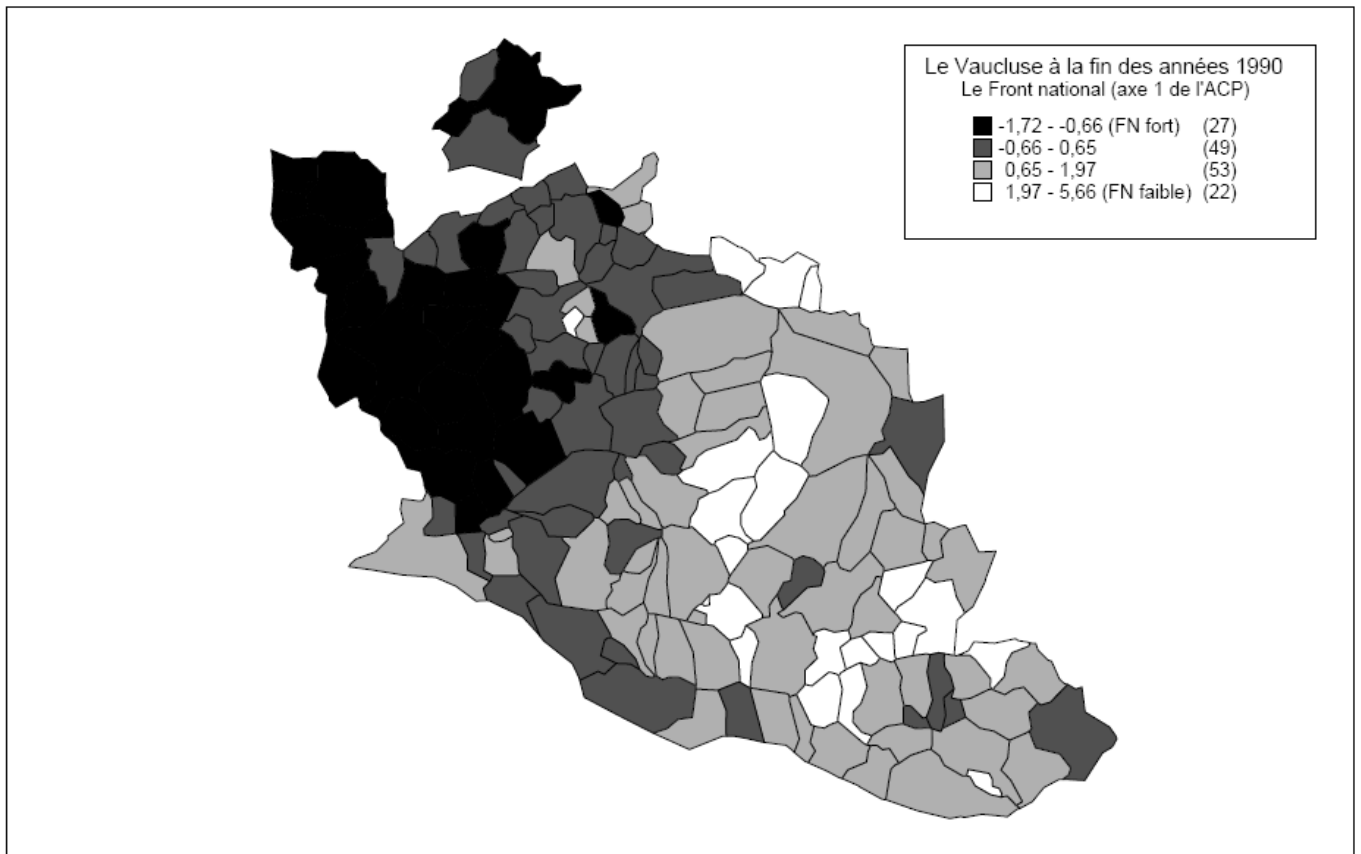 Le Vaucluse à la fin des années 1990
Le Front national (axe 1 de l'ACP)
-1,72 - -0,66 (FN fort) (27)
-0,66 - 0,65 (49)
0,65 - 1,97 (53)
1,97 - 5,66 (FN faible) (22)